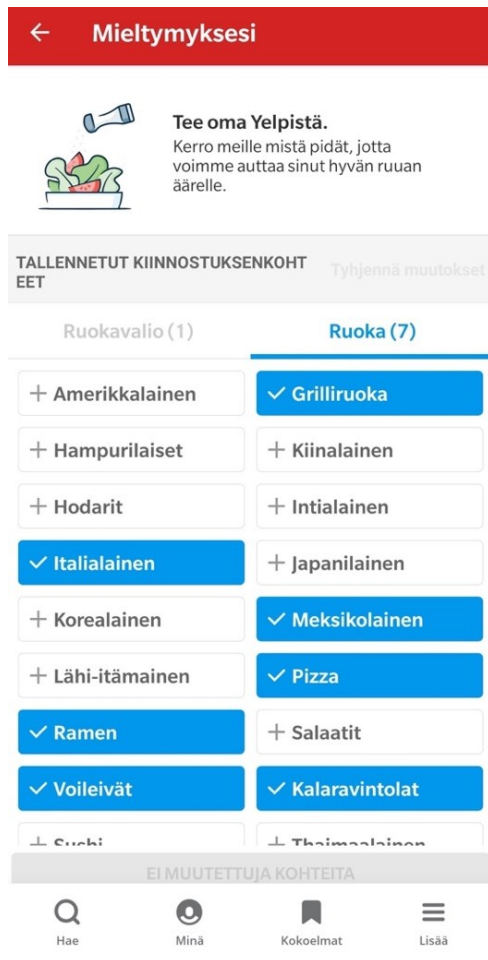 Mieltymyksesi
Tee oma Yelpistä.
Kerro meille mistä pidät, jotta
voimme auttaa sinut hyvän ruuan
äärelle.
TALLENNETUT KIINNOSTUKSENKOHT
EET
Tyhjennä muutokset
Ruokavalio (1)
Ruoka (7)
Amerikkalainen
Grilliruoka
Hampurilaiset
Kiinalainen
Hodarit
Intialainen
Italialainen
Japanilainen
Korealainen
Meksikolainen
Lähi-itämainen
Pizza
Ramen
Salaatit
Voileivät
Kalaravintolat
Sushi
Thaimaalainen
EI MUUTETTUJA KOHTEITA
Hae
Minä
Kokoelmat
Lisää